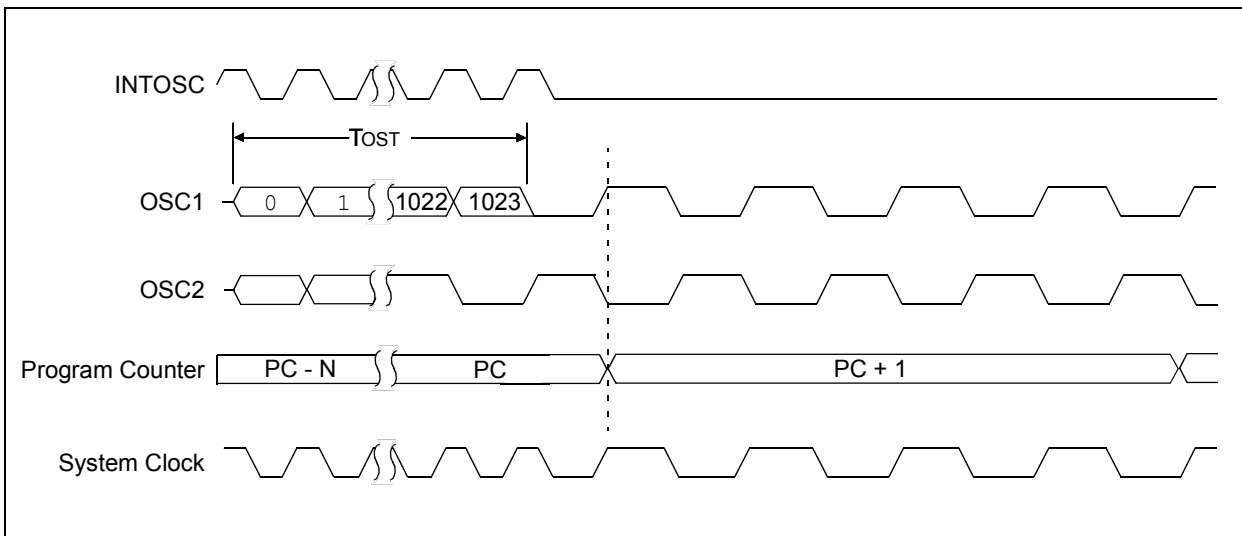 INTOSC
TOST
OSC1 0 1 1022 1023
OSC2
Program Counter PC - N PC PC + 1
System Clock